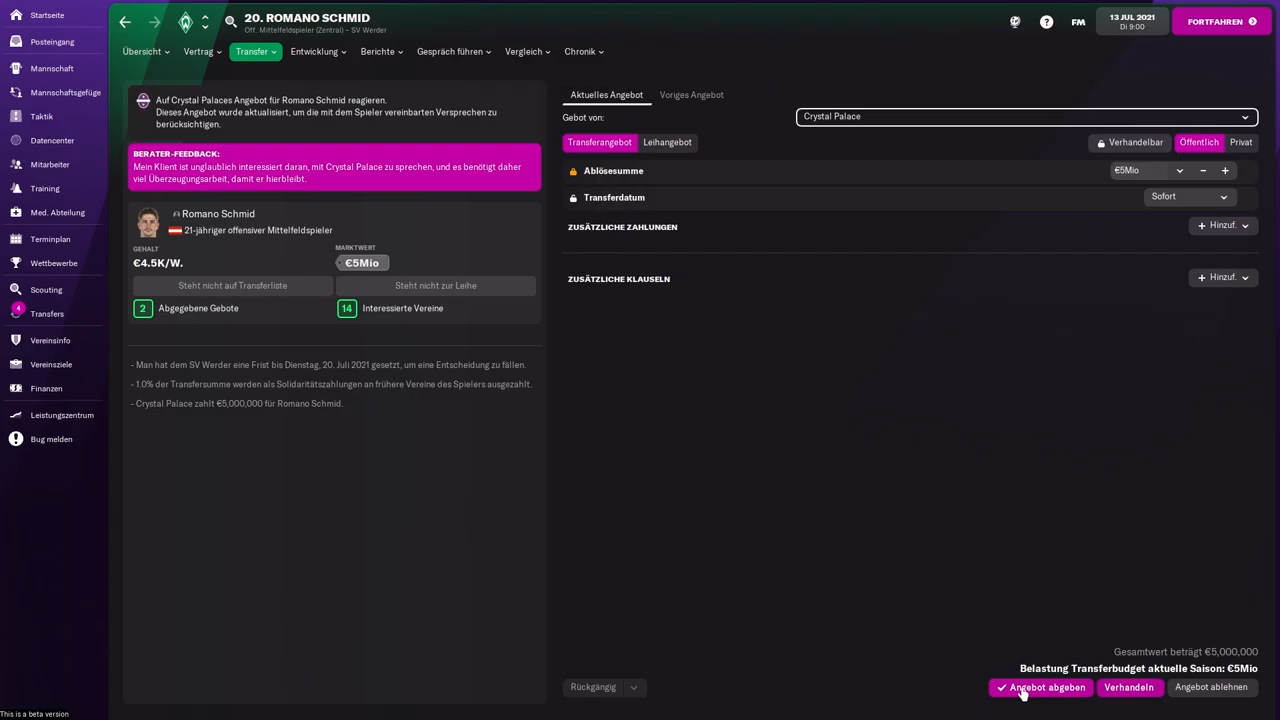 Startseite
Posteingang
Mannschaft
Mannschaftsgefüge
Taktik
Datencenter
Mitarbeiter
Training
Med. Abteilung
Terminplan
Wettbewerbe
Scouting
4
Transfers
Vereinsinfo
Vereinsziele
Finanzen
Leistungszentrum
Bug melden
This is a beta version
20. ROMANO SCHMID
Off. Mittelfeldspieler (Zentral) - SV Werder
FM
13 JUL 2021
Di 9:00
FORTFAHREN
Übersicht
Vertrag
Transfer
Entwicklung
Berichte
Gespräch führen
Vergleich
Chronik
Auf Crystal Palaces Angebot für Romano Schmid reagieren.
Dieses Angebot wurde aktualisiert, um die mit dem Spieler vereinbarten Versprechen zu
berücksichtigen.
BERATER-FEEDBACK:
Mein Klient ist unglaublich interessiert daran, mit Crystal Palace zu sprechen, und es benötigt daher
viel Überzeugungsarbeit, damit er hierbleibt.
Romano Schmid
21-jähriger offensiver Mittelfeldspieler
GEHALT
€4.5K/W.
MARKTWERT
€5Mio
Steht nicht auf Transferliste
Steht nicht zur Leihe
2 Abgegebene Gebote
14 Interessierte Vereine
- Man hat dem SV Werder eine Frist bis Dienstag, 20. Juli 2021 gesetzt, um eine Entscheidung zu fällen.
- 1.0% der Transfersumme werden als Solidaritätszahlungen an frühere Vereine des Spielers ausgezahlt.
- Crystal Palace zahlt €5,000,000 für Romano Schmid.
Aktuelles Angebot
Voriges Angebot
Gebot von:
Crystal Palace
Transferangebot
Leihangebot
Verhandelbar
Öffentlich
Privat
Ablösesumme
€5Mio
Transferdatum
Sofort
ZUSÄTZLICHE ZAHLUNGEN
Hinzuf.
ZUSÄTZLICHE KLAUSELN
Hinzuf.
Gesamtwert beträgt €5,000,000
Belastung Transferbudget aktuelle Saison: €5Mio
Rückgängig
Angebot abgeben
Verhandeln
Angebot ablehnen